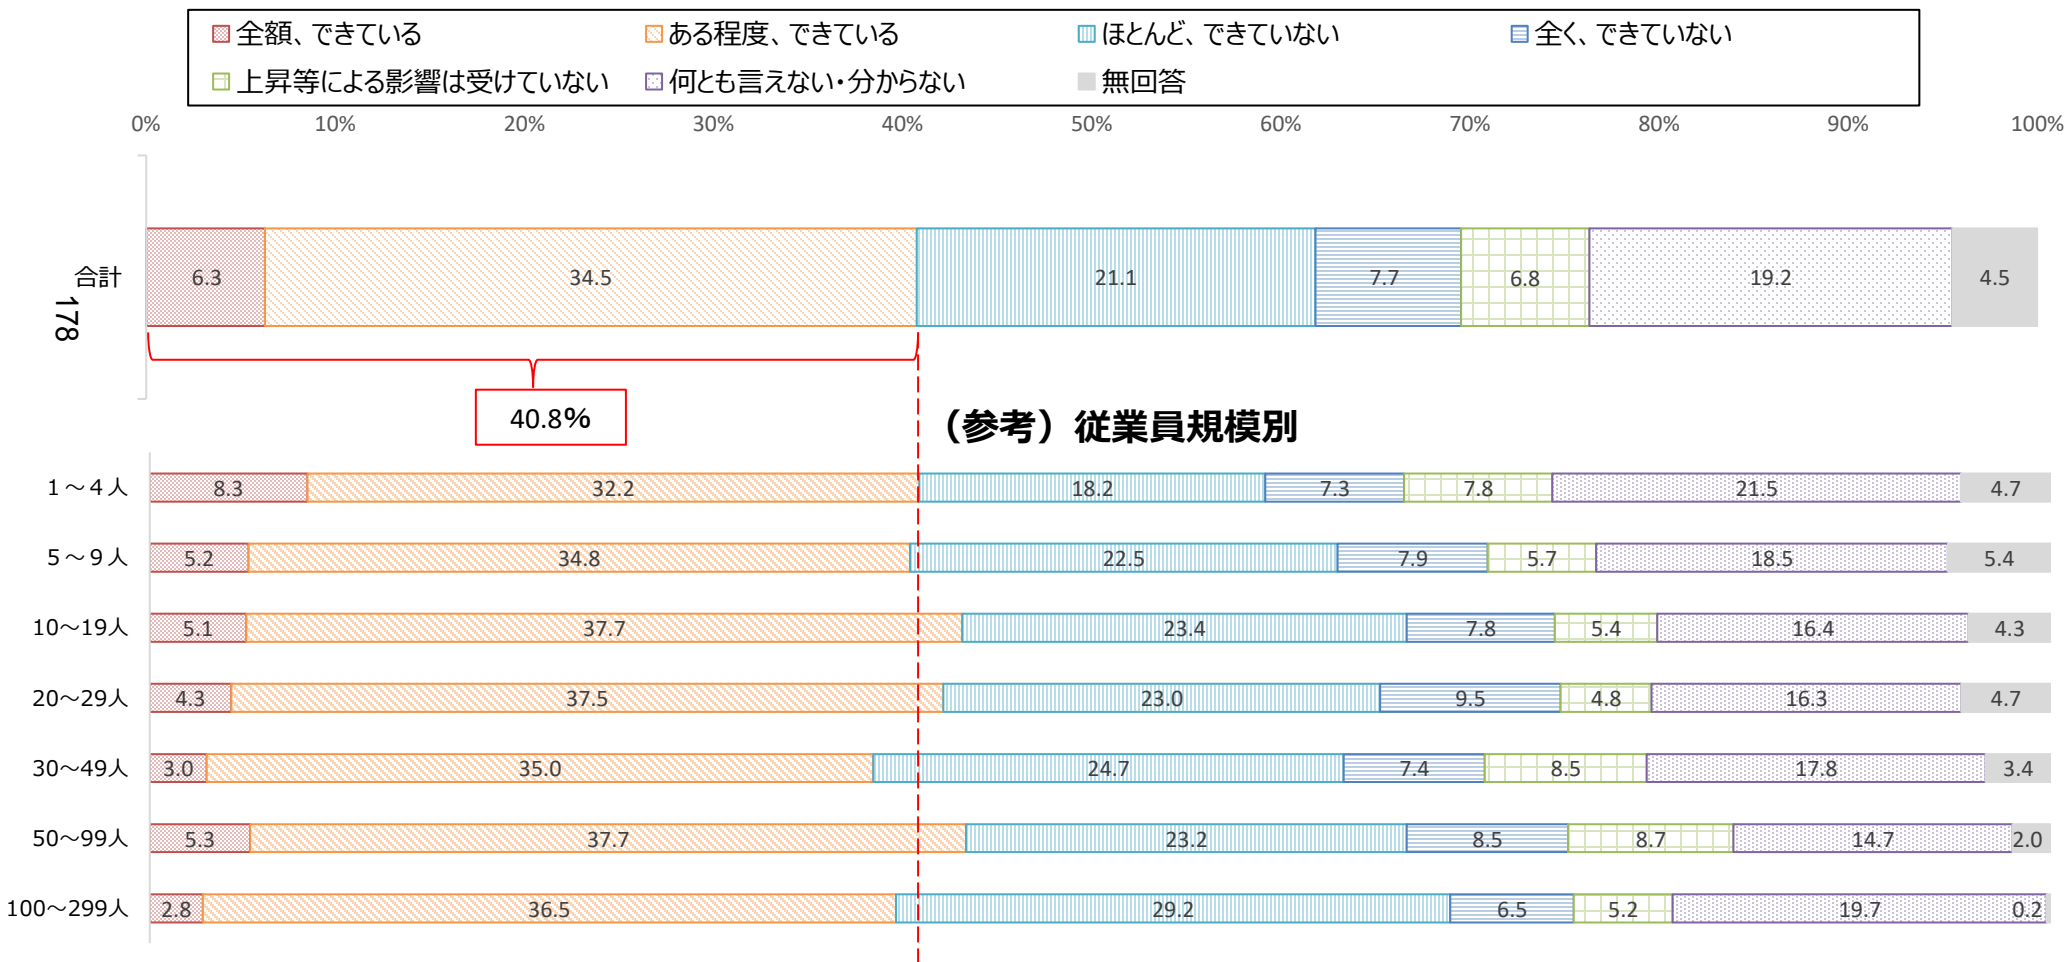 全額、できている ある程度、できている ほとんど、できていない 全く、できていない
上昇等による影響は受けていない 何とも言えない・分からない 無回答
0% 10% 20% 30% 40% 50% 60% 70% 80% 90% 100%
合計 6.3 34.5 21.1 7.7 6.8 19.2 4.5
178
40.8%
（参考）従業員規模別
1～4人 8.3 32.2 18.2 7.3 7.8 21.5 4.7
5～9人 5.2 34.8 22.5 7.9 5.7 18.5 5.4
10～19人 5.1 37.7 23.4 7.8 5.4 16.4 4.3
20～29人 4.3 37.5 23.0 9.5 4.8 16.3 4.7
30～49人 3.0 35.0 24.7 7.4 8.5 17.8 3.4
50～99人 5.3 37.7 23.2 8.5 8.7 14.7 2.0
100～299人 2.8 36.5 29.2 6.5 5.2 19.7 0.2